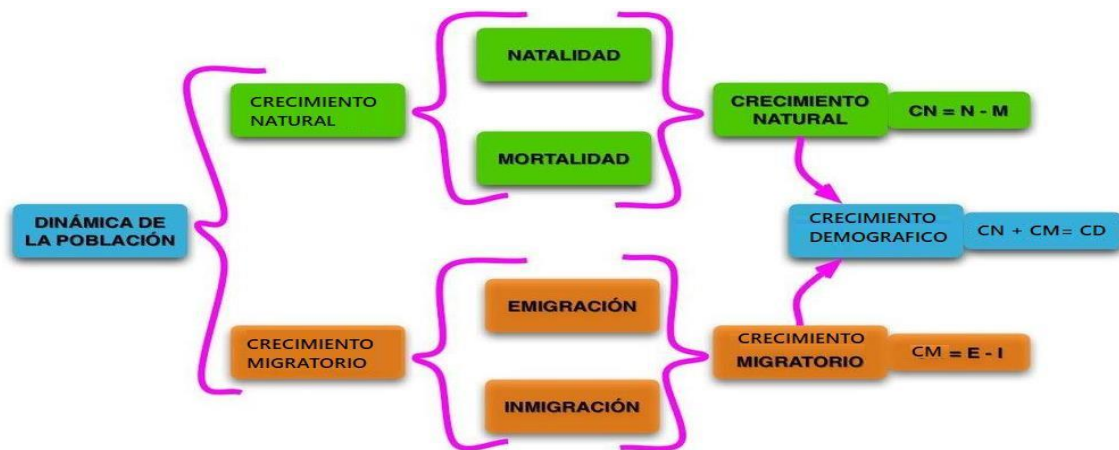 DINÁMICA DE
LA POBLACIÓN
CRECIMIENTO
NATURAL
NATALIDAD
MORTALIDAD
CRECIMIENTO
NATURAL
CN = N - M
CRECIMIENTO
DEMOGRAFICO
CN + CM= CD
CRECIMIENTO
MIGRATORIO
EMIGRACIÓN
INMIGRACIÓN
CRECIMIENTO
MIGRATORIO
CM = E - I